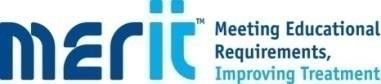 merit™
Meeting Educational
Requirements,
Improving Treatment